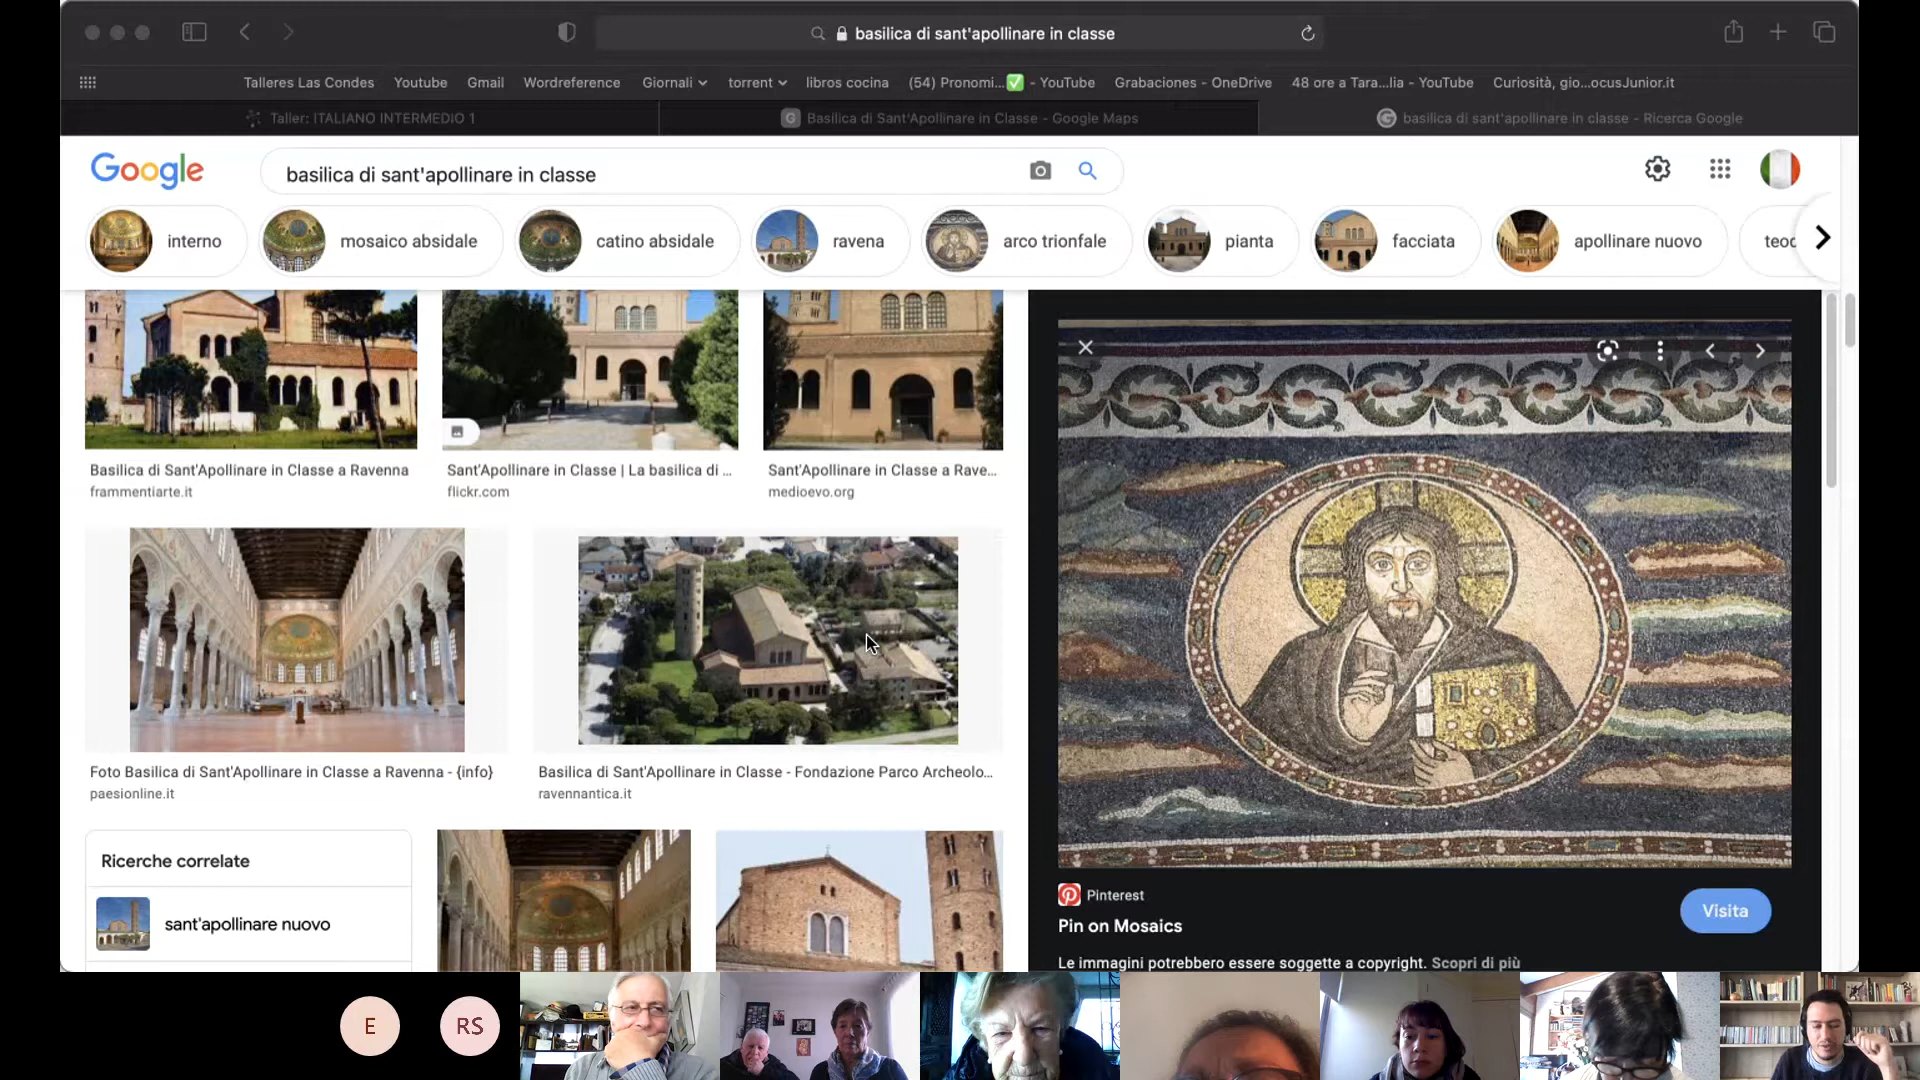 basilica di sant'apollinare in classe
Talleres Las Condes Youtube Gmail Wordreference Giornali torrent libros cocina (54) Pronomi...✅ - YouTube Grabaciones - OneDrive 48 ore a Tara...lia - YouTube Curiosità, gio...ocusJunior.it
Taller: ITALIANO INTERMEDIO 1 G Basilica di Sant'Apollinare in Classe - Google Maps G basilica di sant'apollinare in classe - Ricerca Google
Google basilica di sant'apollinare in classe
interno mosaico absidale catino absidale ravena arco trionfale pianta facciata apollinare nuovo teoc
Basilica di Sant'Apollinare in Classe a Ravenna
frammentiarte.it
Sant'Apollinare in Classe | La basilica di ...
flickr.com
Sant'Apollinare in Classe a Rave...
medioevo.org
Foto Basilica di Sant'Apollinare in Classe a Ravenna - {info}
paesionline.it
Basilica di Sant'Apollinare in Classe - Fondazione Parco Archeolo...
ravennantica.it
Ricerche correlate
sant'apollinare nuovo
Pinterest
Pin on Mosaics
Visita
Le immagini potrebbero essere soggette a copyright. Scopri di più
E RS